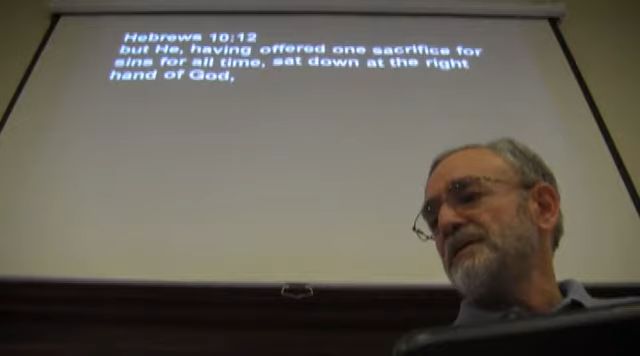 Hebrews 10:12
but He, having offered one sacrifice for
sins for all time, sat down at the right
hand of God,